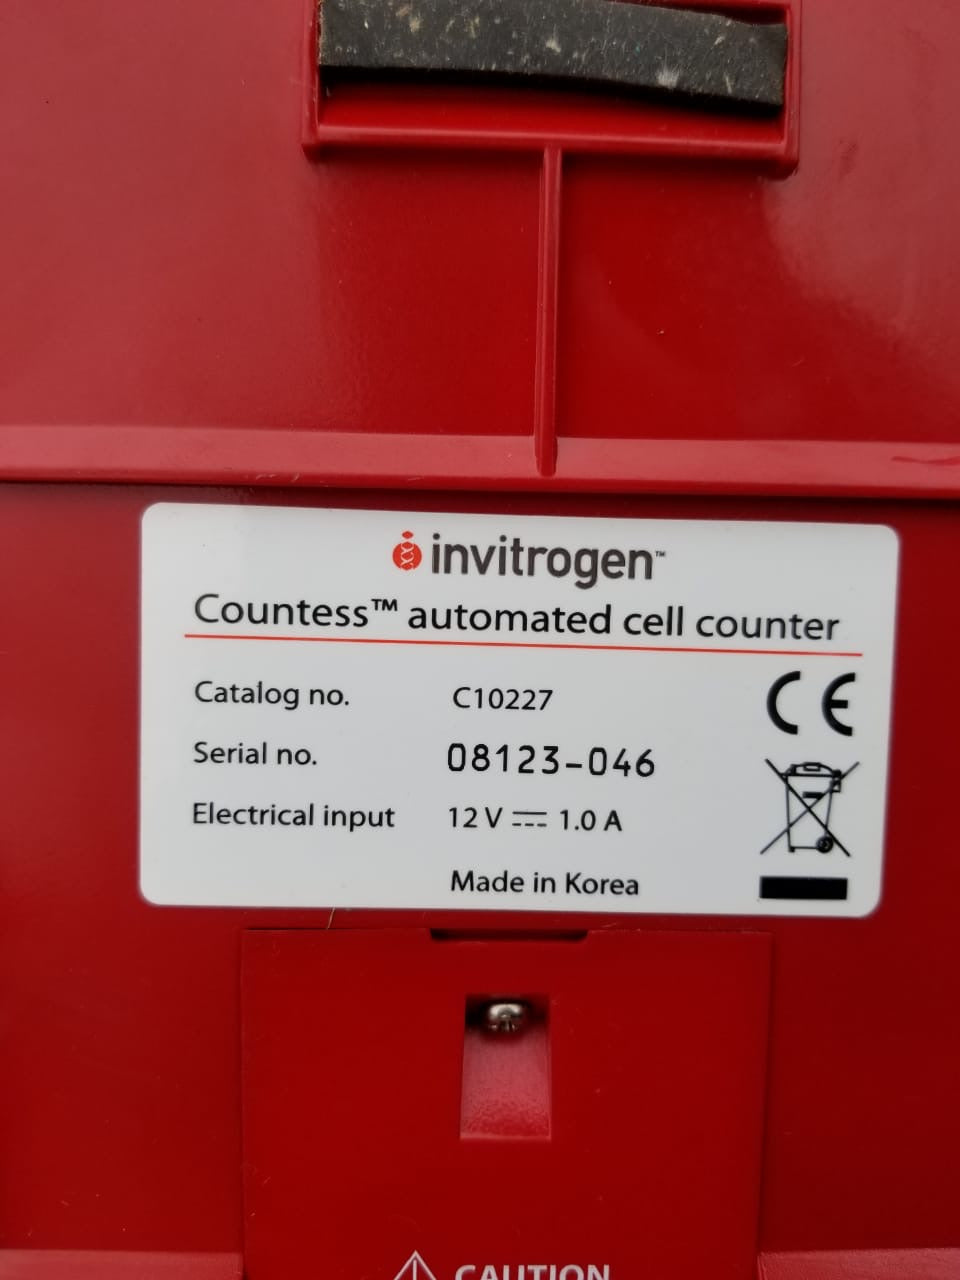 invitrogen™
Countess™ automated cell counter
Catalog no. C10227
Serial no. 08123-046
Electrical input 12 V ⎓ 1.0 A
Made in Korea
CE
CAUTION